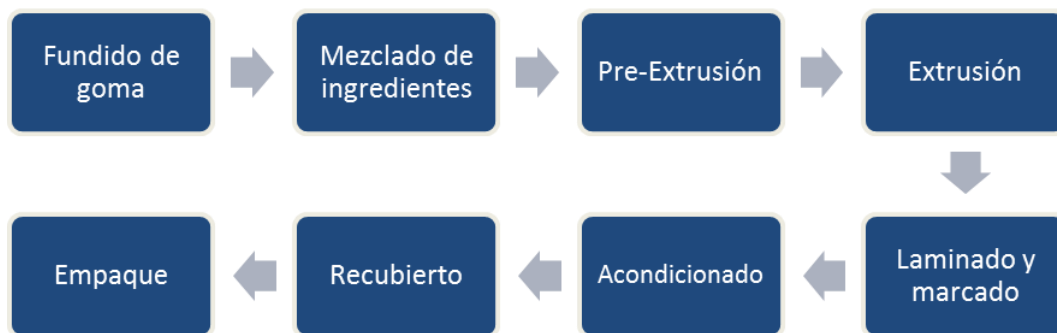 Fundido de
goma
Mezclado de
ingredientes
Pre-Extrusión
Extrusión
Laminado y
marcado
Acondicionado
Recubierto
Empaque